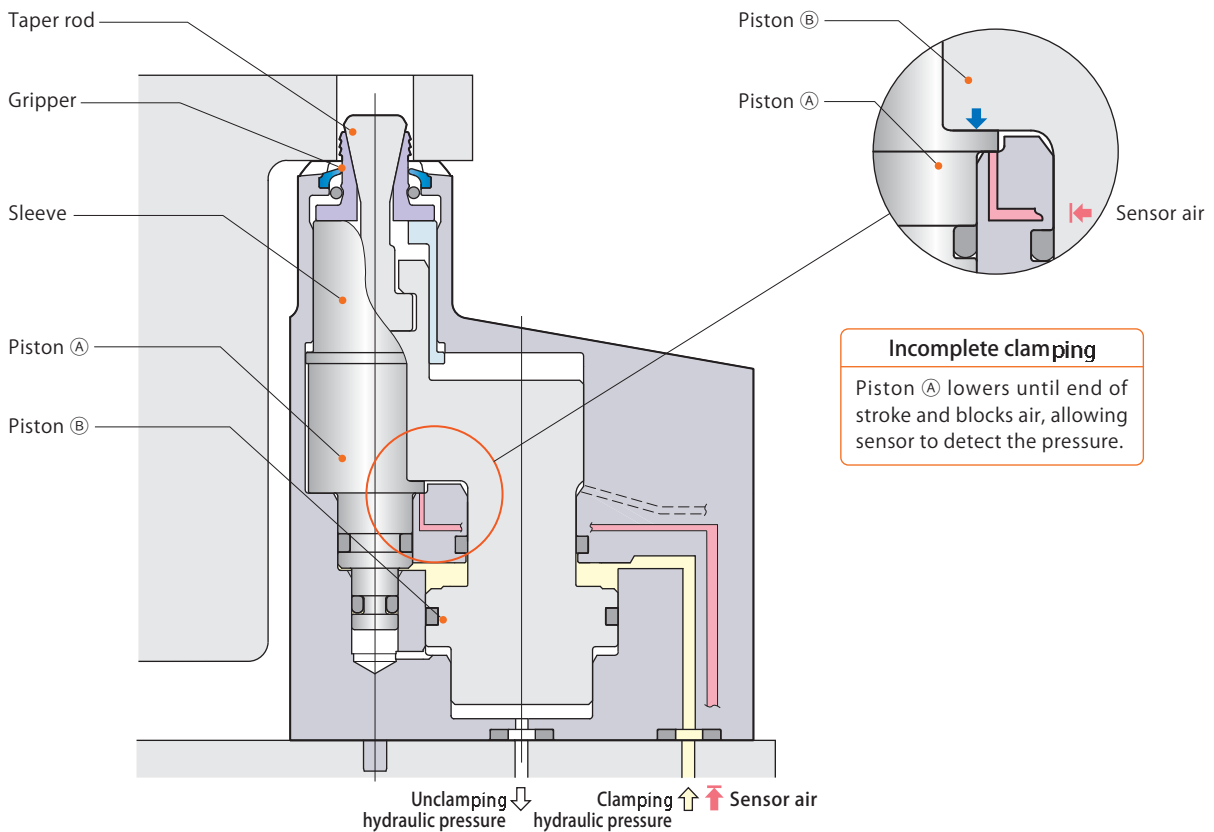 Taper rod
Gripper
Sleeve
Piston Ⓐ
Piston Ⓑ
Piston Ⓑ
Piston Ⓐ
Sensor air
Incomplete clamping
Piston Ⓐ lowers until end of
stroke and blocks air, allowing
sensor to detect the pressure.
Unclamping
hydraulic pressure
Clamping
hydraulic pressure
Sensor air